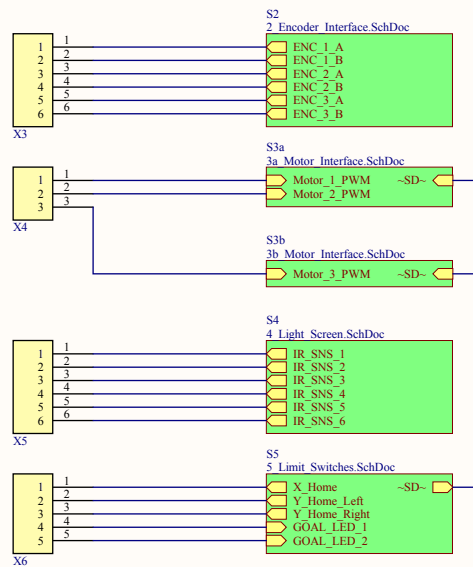 S2
2_Encoder_Interface.SchDoc
1 1 ENC_1_A
2 2 ENC_1_B
3 3 ENC_2_A
4 4 ENC_2_B
5 5 ENC_3_A
6 6 ENC_3_B
X3
S3a
3a_Motor_Interface.SchDoc
1 1 Motor_1_PWM ~SD~
2 2 Motor_2_PWM
3 3
X4
S3b
3b_Motor_Interface.SchDoc
Motor_3_PWM ~SD~
S4
4_Light_Screen.SchDoc
1 1 IR_SNS_1
2 2 IR_SNS_2
3 3 IR_SNS_3
4 4 IR_SNS_4
5 5 IR_SNS_5
6 6 IR_SNS_6
X5
S5
5_Limit_Switches.SchDoc
1 1 X_Home ~SD~
2 2 Y_Home_Left
3 3 Y_Home_Right
4 4 GOAL_LED_1
5 5 GOAL_LED_2
X6